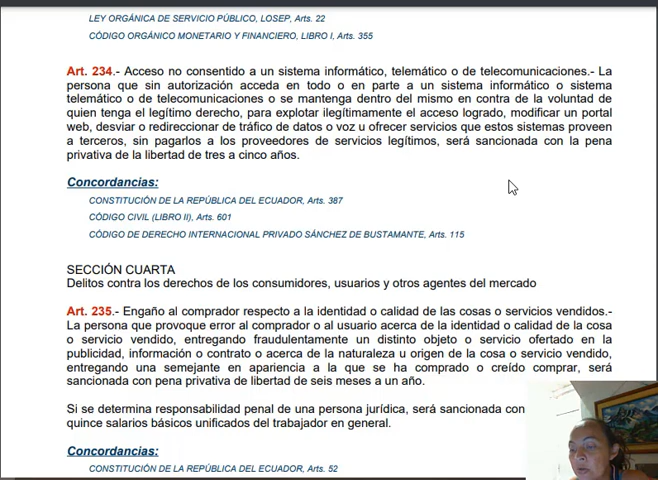 LEY ORGÁNICA DE SERVICIO PÚBLICO, LOSEP, Arts. 22
CÓDIGO ORGÁNICO MONETARIO Y FINANCIERO, LIBRO I, Arts. 355
Art. 234.- Acceso no consentido a un sistema informático, telemático o de telecomunicaciones.- La
persona que sin autorización acceda en todo o en parte a un sistema informático o sistema
telemático o de telecomunicaciones o se mantenga dentro del mismo en contra de la voluntad de
quien tenga el legítimo derecho, para explotar ilegítimamente el acceso logrado, modificar un portal
web, desviar o redireccionar de tráfico de datos o voz u ofrecer servicios que estos sistemas proveen
a terceros, sin pagarlos a los proveedores de servicios legítimos, será sancionada con la pena
privativa de la libertad de tres a cinco años.
Concordancias:
CONSTITUCIÓN DE LA REPÚBLICA DEL ECUADOR, Arts. 387
CÓDIGO CIVIL (LIBRO II), Arts. 601
CÓDIGO DE DERECHO INTERNACIONAL PRIVADO SÁNCHEZ DE BUSTAMANTE, Arts. 115
SECCIÓN CUARTA
Delitos contra los derechos de los consumidores, usuarios y otros agentes del mercado
Art. 235.- Engaño al comprador respecto a la identidad o calidad de las cosas o servicios vendidos.-
La persona que provoque error al comprador o al usuario acerca de la identidad o calidad de la cosa
o servicio vendido, entregando fraudulentamente un distinto objeto o servicio ofertado en la
publicidad, información o contrato o acerca de la naturaleza u origen de la cosa o servicio vendido,
entregando una semejante en apariencia a la que se ha comprado o creído comprar, será
sancionada con pena privativa de libertad de seis meses a un año.
Si se determina responsabilidad penal de una persona jurídica, será sancionada con
quince salarios básicos unificados del trabajador en general.
Concordancias:
CONSTITUCIÓN DE LA REPÚBLICA DEL ECUADOR, Arts. 52